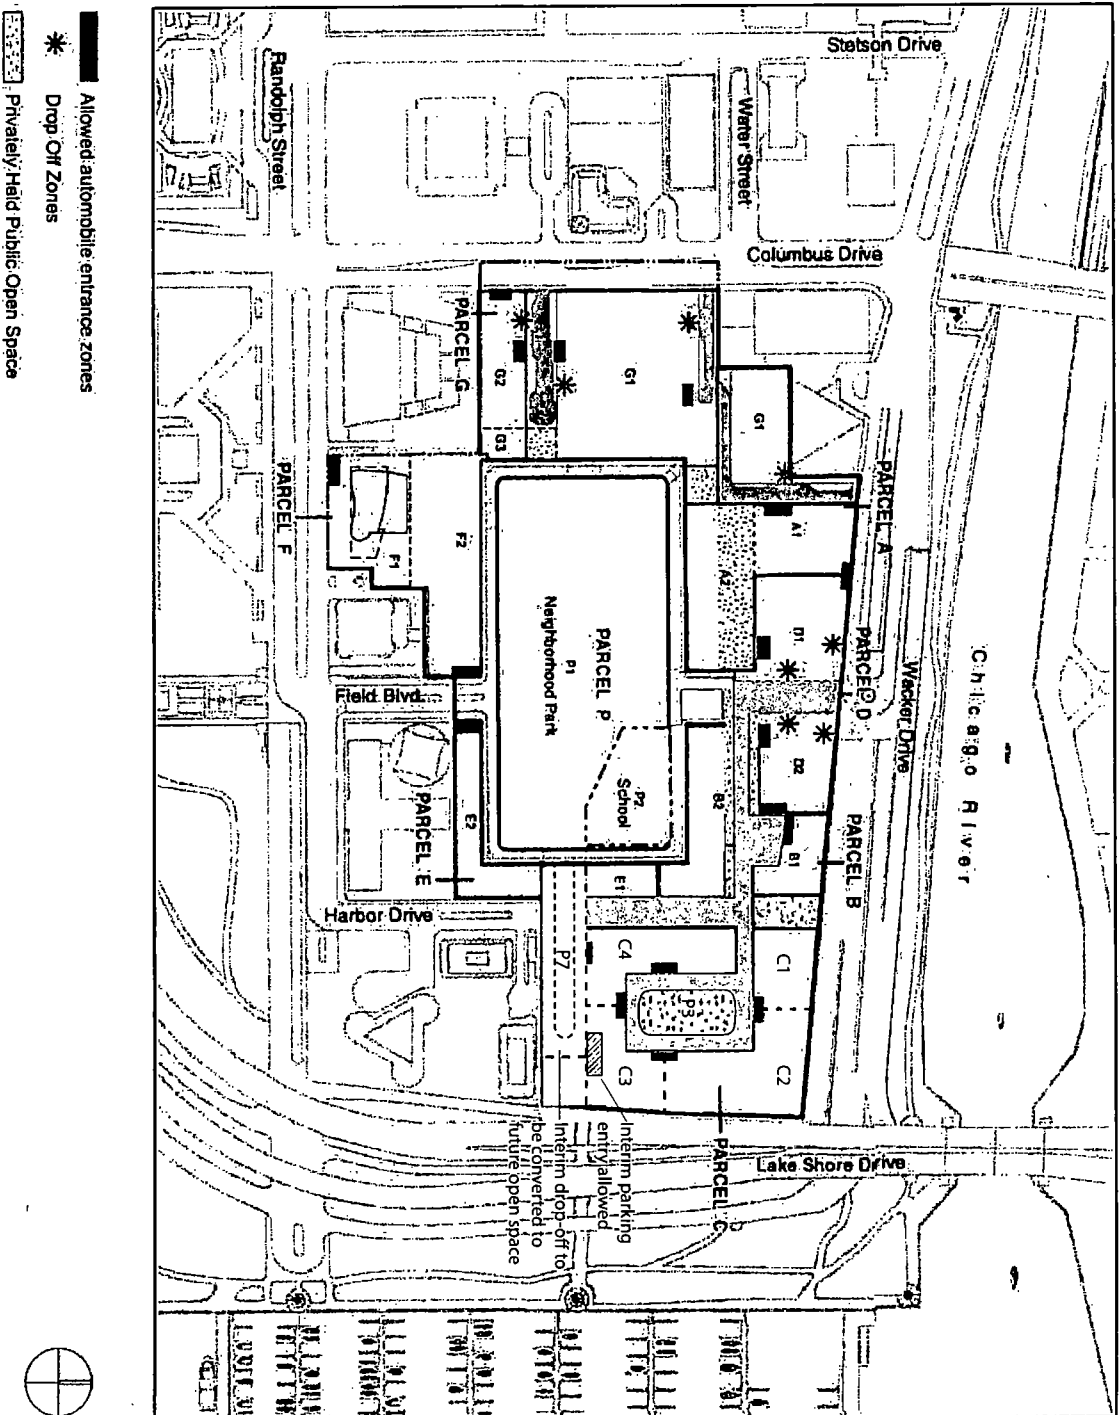 Stetson Drive
Randolph Street
Water Street
Columbus Drive
Chicago River
Wacker Drive
PARCEL G
G2
G3
G1
G1
PARCEL A
A1
A2
PARCEL F
F1
F2
PARCEL P
P1
Neighborhood Park
P2
School
PARCEL D
D1
D2
Field Blvd.
PARCEL B
B1
B2
PARCEL E
E2
E1
Harbor Drive
P7
C4
C1
P3
C3
C2
PARCEL C
Lake Shore Drive
Interim parking
entry allowed
Interim drop-off to
be converted to
future open space
Allowed automobile entrance zones
Drop Off Zones
Privately Held Public Open Space